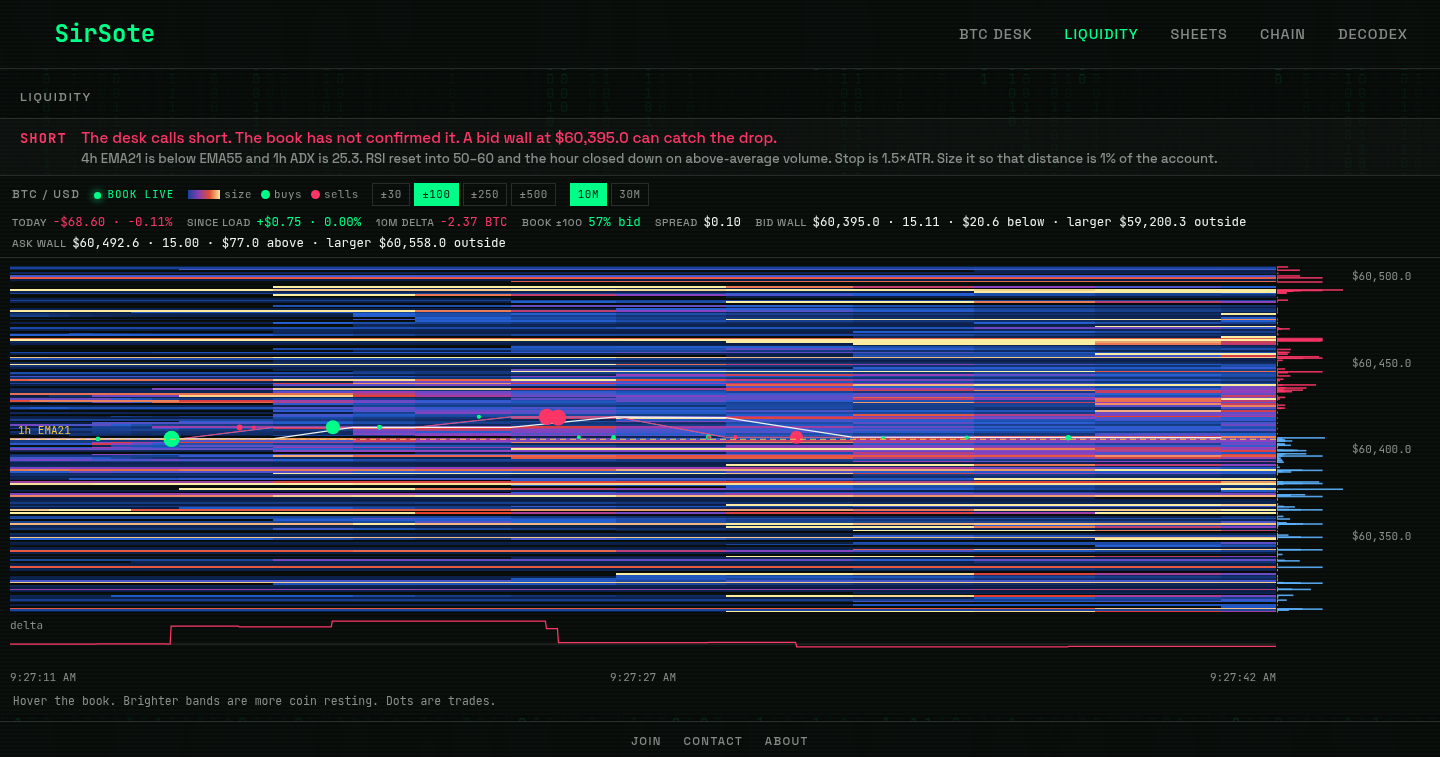 SirSote
BTC DESK LIQUIDITY SHEETS CHAIN DECODEX
LIQUIDITY
SHORT The desk calls short. The book has not confirmed it. A bid wall at $60,395.0 can catch the drop.
4h EMA21 is below EMA55 and 1h ADX is 25.3. RSI reset into 50–60 and the hour closed down on above-average volume. Stop is 1.5×ATR. Size it so that distance is 1% of the account.
BTC / USD BOOK LIVE size buys sells ±30 ±100 ±250 ±500 10M 30M
TODAY -$68.60 · -0.11% SINCE LOAD +$0.75 · 0.00% 10M DELTA -2.37 BTC BOOK ±100 57% bid SPREAD $0.10 BID WALL $60,395.0 · 15.11 · $20.6 below · larger $59,200.3 outside
ASK WALL $60,492.6 · 15.00 · $77.0 above · larger $60,558.0 outside
$60,500.0
$60,450.0
1h EMA21
$60,400.0
$60,350.0
delta
9:27:11 AM 9:27:27 AM 9:27:42 AM
Hover the book. Brighter bands are more coin resting. Dots are trades.
JOIN CONTACT ABOUT